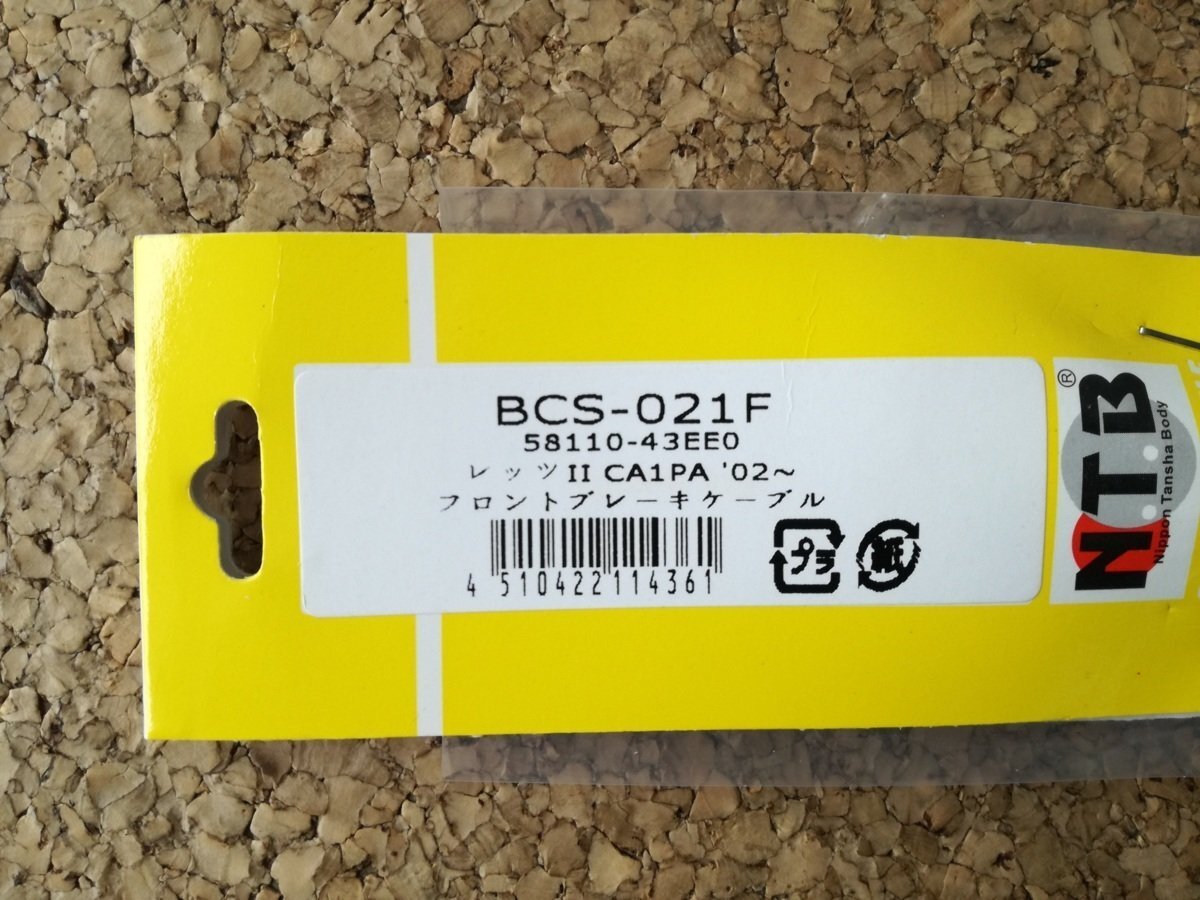 BCS-021F
58110-43EE0
レッツII CA1PA '02~
フロントブレーキケーブル
4 510422 114361
プラ
紙
N.T.B®
Nippon Tansha Body